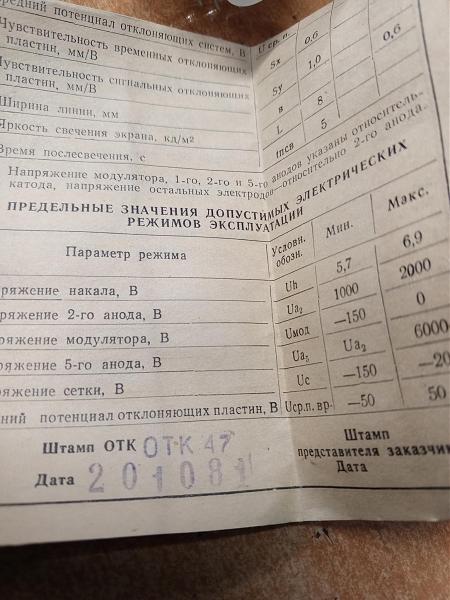 редний потенциал отклоняющих систем, В Uср. п.
Чувствительность временных отклоняющих пластин, мм/В Sx 0,6
Чувствительность сигнальных отклоняющих пластин, мм/В Sy 1,0 0,6
Ширина линии, мм в
Яркость свечения экрана, кд/м² L 8
Время послесвечения, с tпсв 5
Напряжение модулятора, 1-го, 2-го и 5-го анодов указаны относитель-
катода, напряжение остальных электродов—относительно 2-го анода.
ПРЕДЕЛЬНЫЕ ЗНАЧЕНИЯ ДОПУСТИМЫХ ЭЛЕКТРИЧЕСКИХ
РЕЖИМОВ ЭКСПЛУАТАЦИИ
Параметр режима Условн. обозн. Мин. Макс.
ряжение накала, В Uh 5,7 6,9
ряжение 2-го анода, В Ua₂ 1000 2000
ряжение модулятора, В Uмод —150 0
ряжение 5-го анода, В Ua₅ Ua₂ 6000
ряжение сетки, В Uс —150 —20
дний потенциал отклоняющих пластин, В Uср.п. вр- —50 50
Штамп ОТК ОТК 47 Штамп
представителя заказчик
Дата 201081 Дата